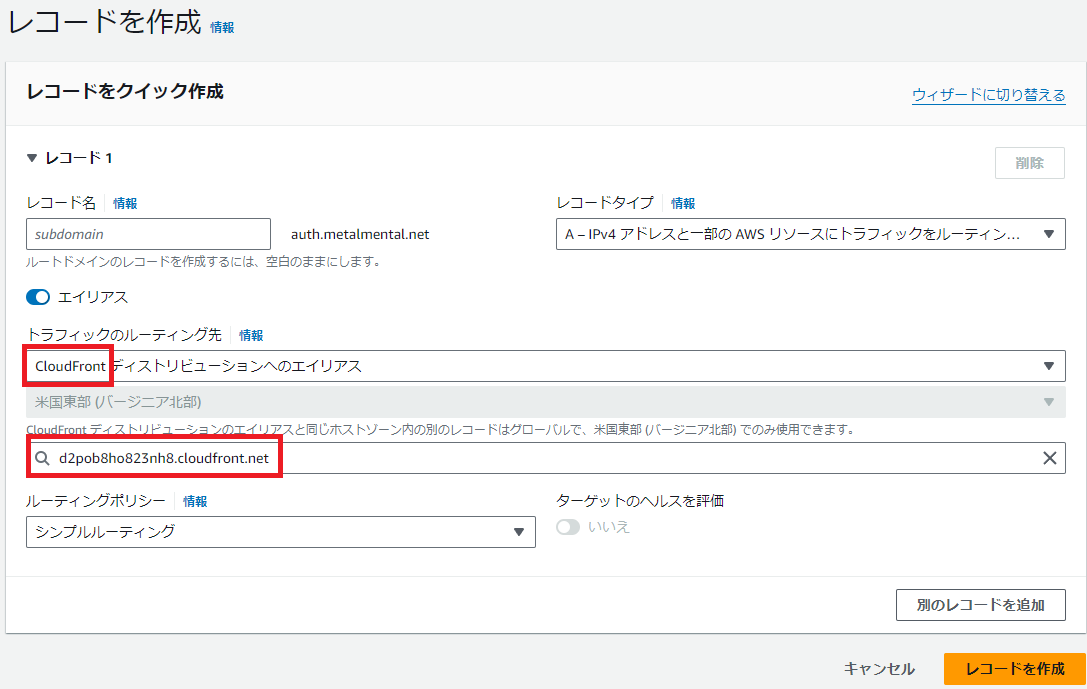 レコードを作成 情報
レコードをクイック作成
ウィザードに切り替える
レコード 1
削除
レコード名 情報
subdomain
auth.metalmental.net
ルートドメインのレコードを作成するには、空白のままにします。
レコードタイプ 情報
A – IPv4 アドレスと一部の AWS リソースにトラフィックをルーティン...
エイリアス
トラフィックのルーティング先 情報
CloudFront ディストリビューションへのエイリアス
米国東部 (バージニア北部)
CloudFront ディストリビューションのエイリアスと同じホストゾーン内の別のレコードはグローバルで、米国東部 (バージニア北部) でのみ使用できます。
d2pob8ho823nh8.cloudfront.net
ルーティングポリシー 情報
シンプルルーティング
ターゲットのヘルスを評価
いいえ
別のレコードを追加
キャンセル
レコードを作成